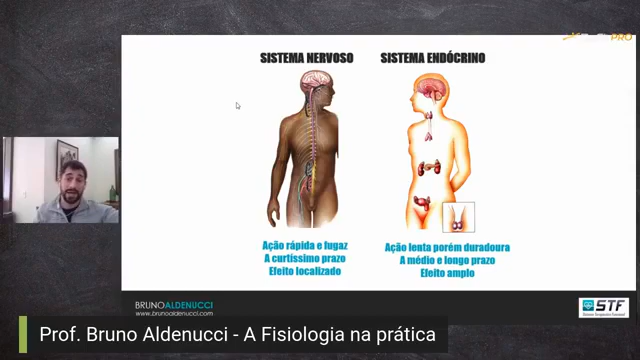 PRO
SISTEMA NERVOSO
SISTEMA ENDÓCRINO
Ação rápida e fugaz
A curtíssimo prazo
Efeito localizado
Ação lenta porém duradoura
A médio e longo prazo
Efeito amplo
BRUNOALDENUCCI
www.brunoaldenucci.com
STF
Prof. Bruno Aldenucci - A Fisiologia na prática